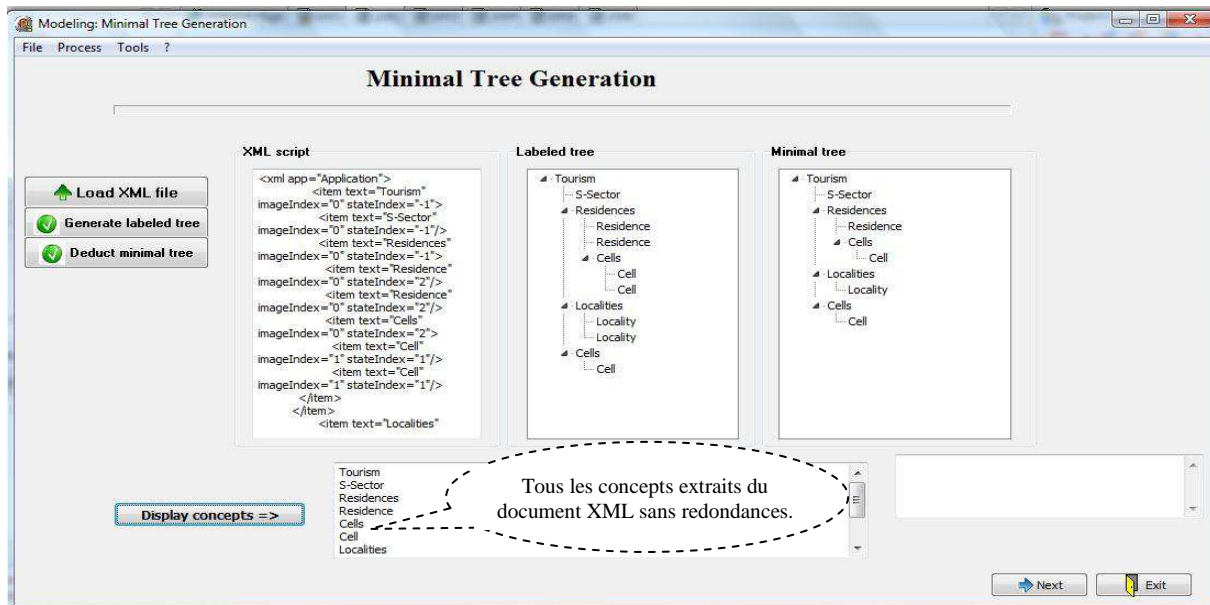 Modeling: Minimal Tree Generation
File Process Tools ?
Minimal Tree Generation
Load XML file
Generate labeled tree
Deduct minimal tree
XML script
<xml app="Application">
<item text="Tourism"
imageIndex="0" stateIndex="-1">
<item text="S-Sector"
imageIndex="0" stateIndex="-1"/>
<item text="Residences"
imageIndex="0" stateIndex="-1">
<item text="Residence"
imageIndex="0" stateIndex="2"/>
<item text="Residence"
imageIndex="0" stateIndex="2"/>
<item text="Cells"
imageIndex="0" stateIndex="2">
<item text="Cell"
imageIndex="1" stateIndex="1"/>
<item text="Cell"
imageIndex="1" stateIndex="1"/>
</item>
</item>
<item text="Localities"
Labeled tree
Tourism
S-Sector
Residences
Residence
Residence
Cells
Cell
Cell
Localities
Locality
Locality
Cells
Cell
Minimal tree
Tourism
S-Sector
Residences
Residence
Cells
Cell
Localities
Locality
Cells
Cell
Display concepts =>
Tourism
S-Sector
Residences
Residence
Cells
Cell
Localities
Tous les concepts extraits du
document XML sans redondances.
Next
Exit